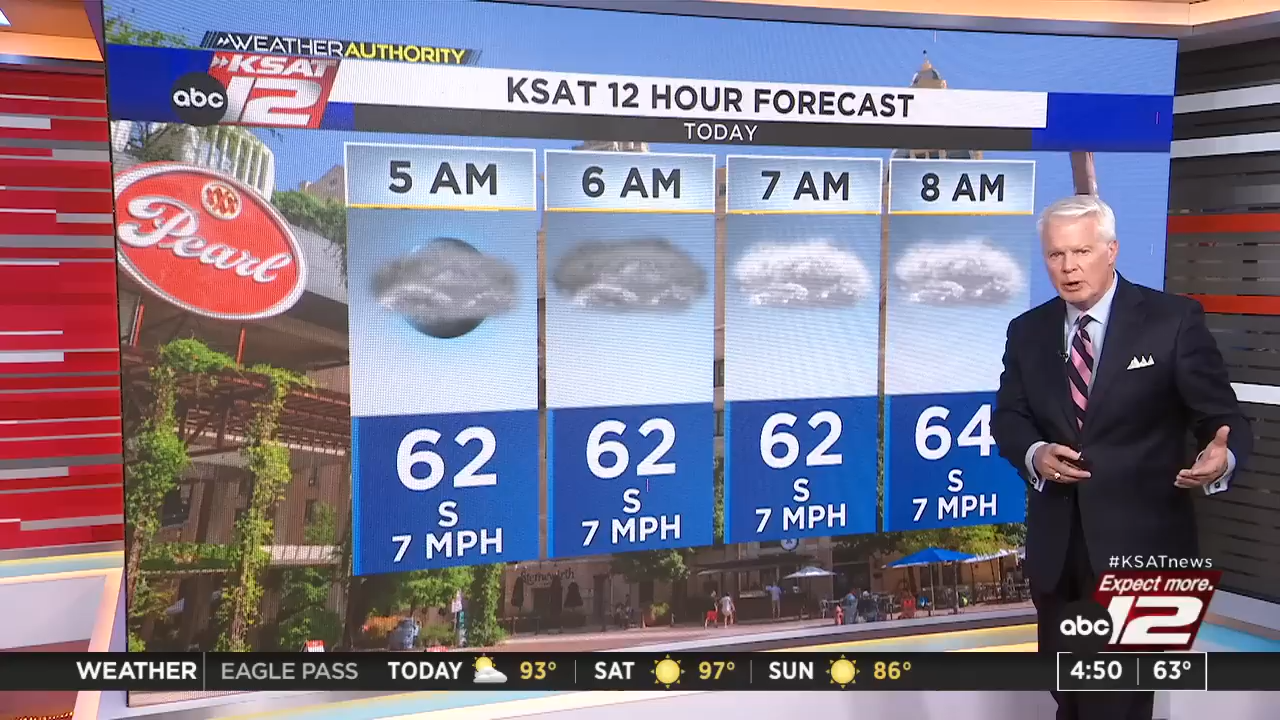 WEATHERAUTHORITY
KSAT
abc 12
KSAT 12 HOUR FORECAST
TODAY
Pearl
5 AM 6 AM 7 AM 8 AM
62 62 62 64
S S S S
7 MPH 7 MPH 7 MPH 7 MPH
#KSATnews
Expect more.
abc 12
WEATHER EAGLE PASS TODAY 93° SAT 97° SUN 86° 4:50 63°